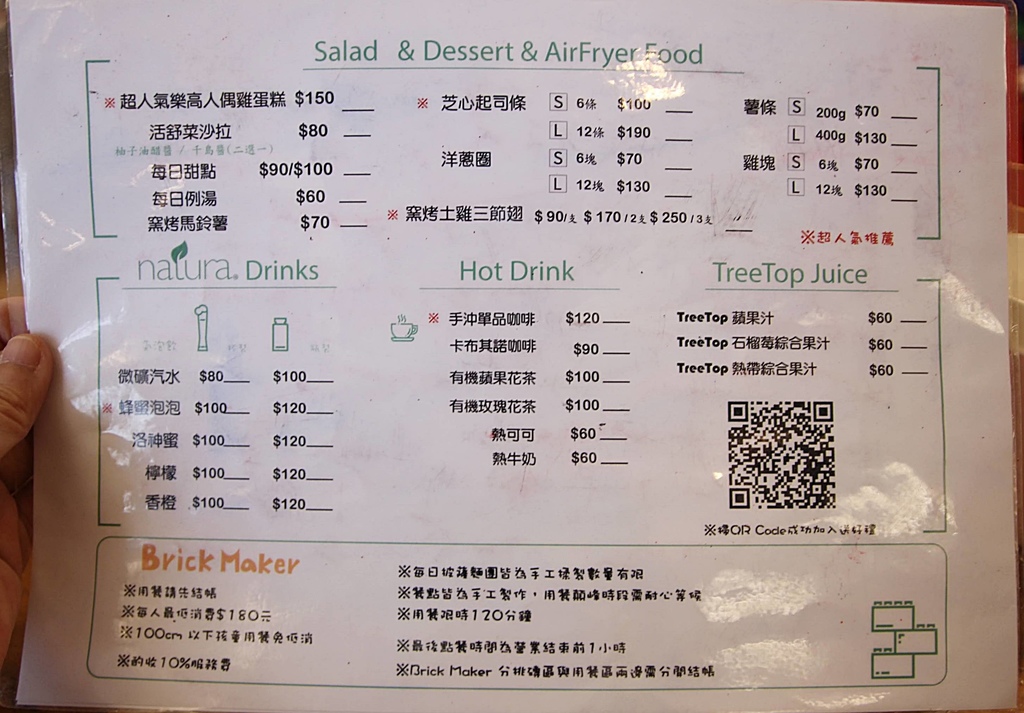 Salad & Dessert & AirFryer Food
※ 超人氣樂高人偶雞蛋糕 $150
活舒菜沙拉 $80
柚子油醋醬 / 千島醬(二選一)
每日甜點 $90/$100
每日例湯 $60
窯烤馬鈴薯 $70
※ 芝心起司條 S 6條 $100
L 12條 $190
洋蔥圈 S 6塊 $70
L 12塊 $130
※ 窯烤土雞三節翅 $90/支 $170/2支 $250/3支
薯條 S 200g $70
L 400g $130
雞塊 S 6塊 $70
L 12塊 $130
※超人氣推薦
natura. Drinks
微礦汽水 $80 $100
※ 蜂蜜泡泡 $100 $120
洛神蜜 $100 $120
檸檬 $100 $120
香橙 $100 $120
Hot Drink
※ 手沖單品咖啡 $120
卡布其諾咖啡 $90
有機蘋果花茶 $100
有機玫瑰花茶 $100
熱可可 $60
熱牛奶 $60
TreeTop Juice
TreeTop 蘋果汁 $60
TreeTop 石榴莓綜合果汁 $60
TreeTop 熱帶綜合果汁 $60
※掃QR Code成功加入送好禮
Brick Maker
※用餐請先結帳
※每人最低消費$180元
※100cm 以下孩童用餐免低消
※酌收10%服務費
※每日披薩麵團皆為手工揉製數量有限
※餐點皆為手工製作，用餐顛峰時段需耐心等候
※用餐限時120分鐘
※最後點餐時間為營業結束前1小時
※Brick Maker 分挑磚區與用餐區兩邊需分開結帳